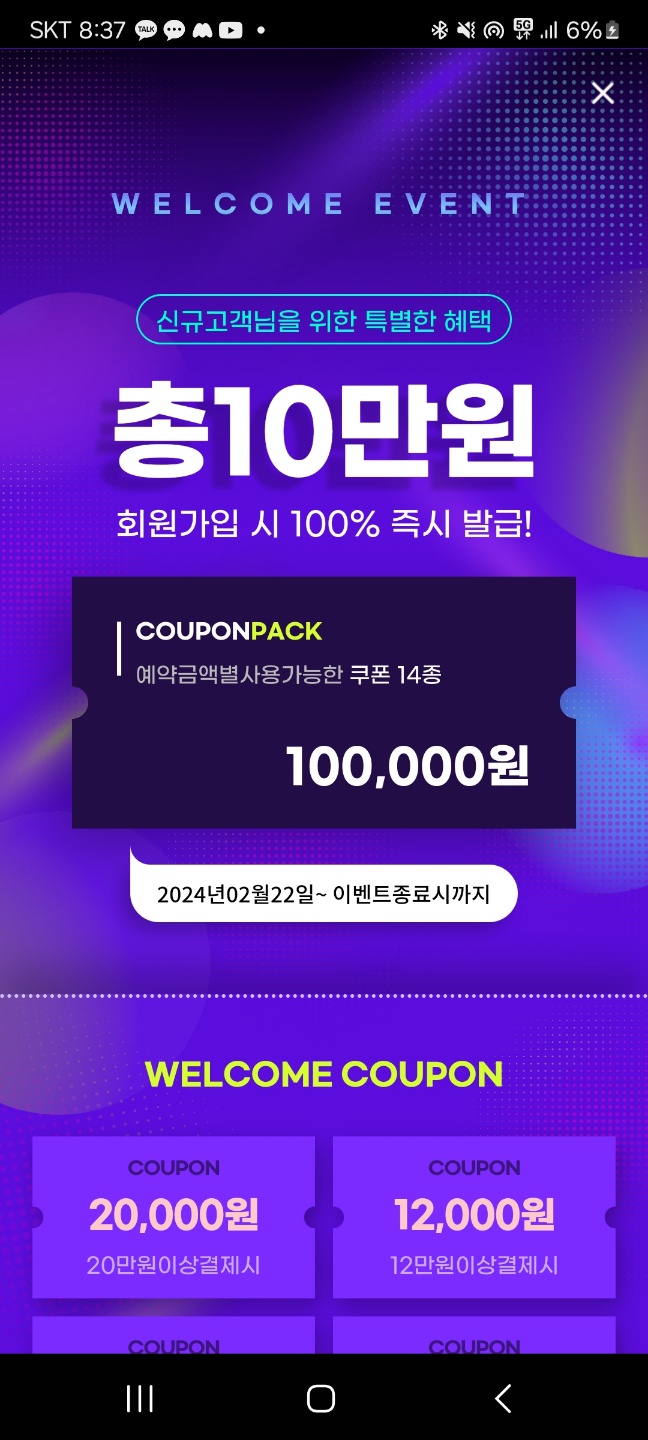 SKT 8:37
TALK
5G
6%
WELCOME EVENT
신규고객님을 위한 특별한 혜택
총10만원
회원가입 시 100% 즉시 발급!
COUPONPACK
예약금액별사용가능한 쿠폰 14종
100,000원
2024년02월22일~ 이벤트종료시까지
WELCOME COUPON
COUPON
20,000원
20만원이상결제시
COUPON
12,000원
12만원이상결제시
COUPON
COUPON